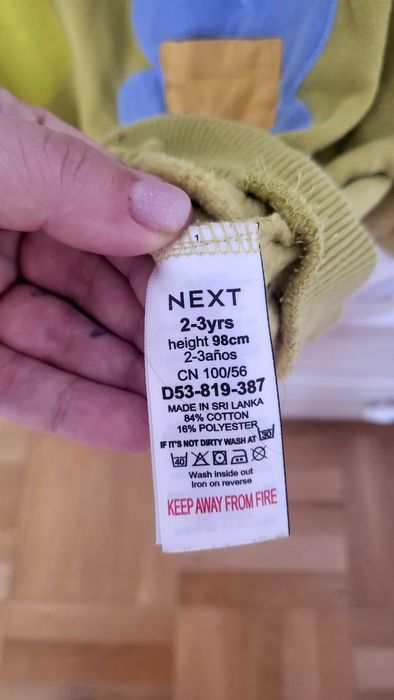 1
NEXT
2-3yrs
height 98cm
2-3años
CN 100/56
D53-819-387
MADE IN SRI LANKA
84% COTTON
16% POLYESTER
IF IT'S NOT DIRTY WASH AT 30
40
Wash inside out
Iron on reverse
KEEP AWAY FROM FIRE